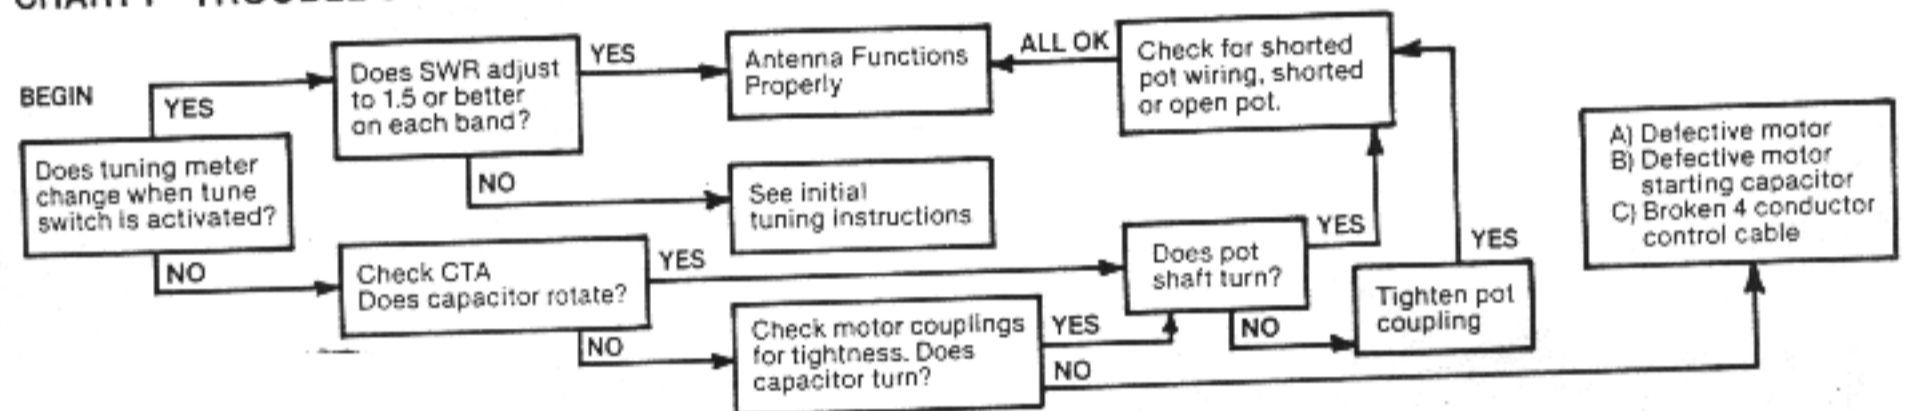 BEGIN
Does tuning meter
change when tune
switch is activated?
YES
NO
Does SWR adjust
to 1.5 or better
on each band?
YES
NO
Antenna Functions
Properly
See initial
tuning instructions
ALL OK
Check for shorted
pot wiring, shorted
or open pot.
Check CTA
Does capacitor rotate?
YES
NO
Check motor couplings
for tightness. Does
capacitor turn?
YES
NO
Does pot
shaft turn?
YES
NO
Tighten pot
coupling
YES
A) Defective motor
B) Defective motor
starting capacitor
C) Broken 4 conductor
control cable